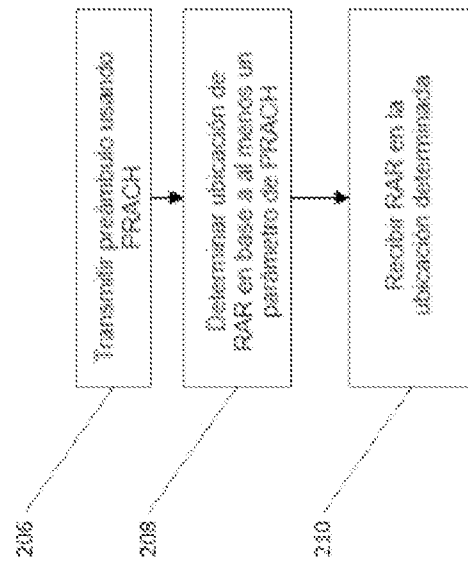 206
Transmitir preámbulo usando
PRACH
208
Determinar ubicación de
RAR en base a al menos un
parámetro de PRACH
210
Recibir RAR en la
ubicación determinada